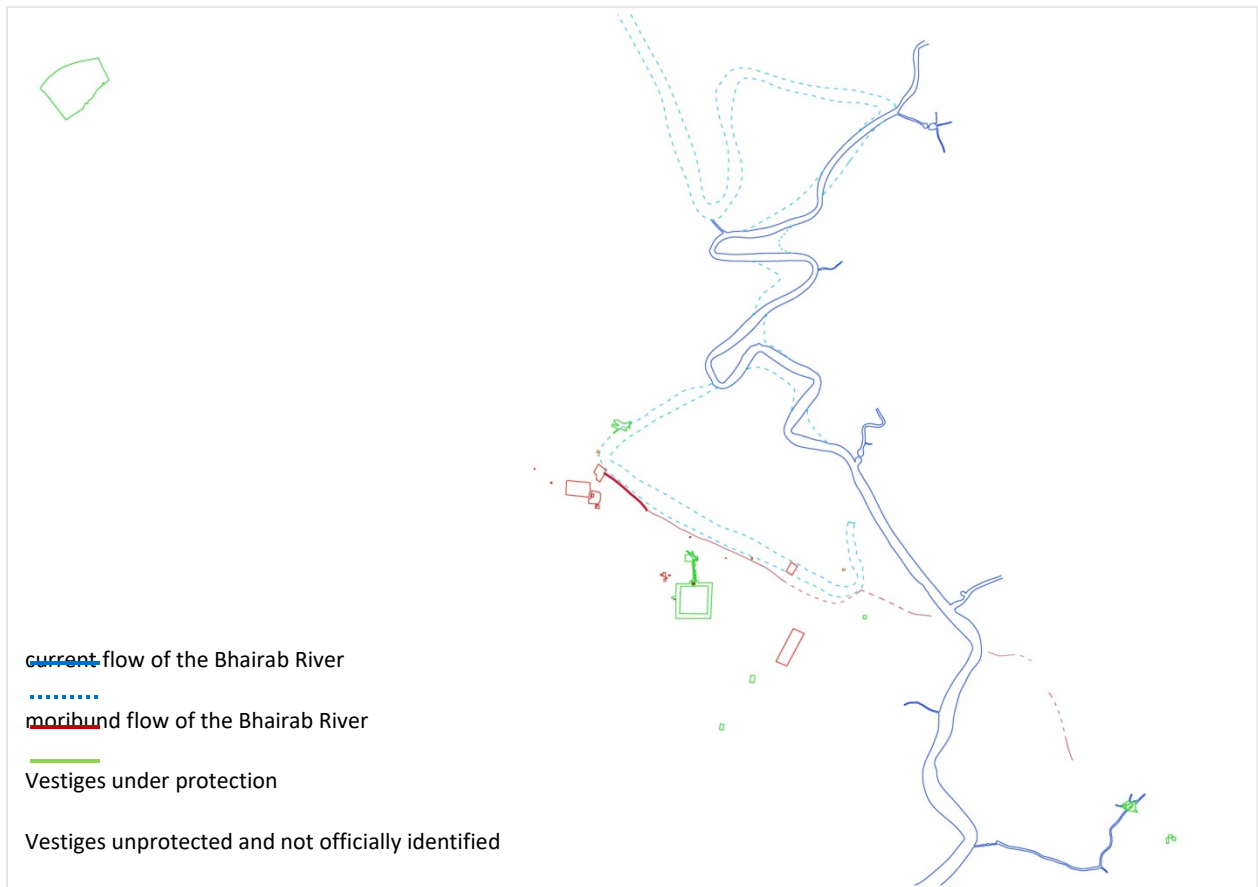 current flow of the Bhairab River
moribund flow of the Bhairab River
Vestiges under protection
Vestiges unprotected and not officially identified